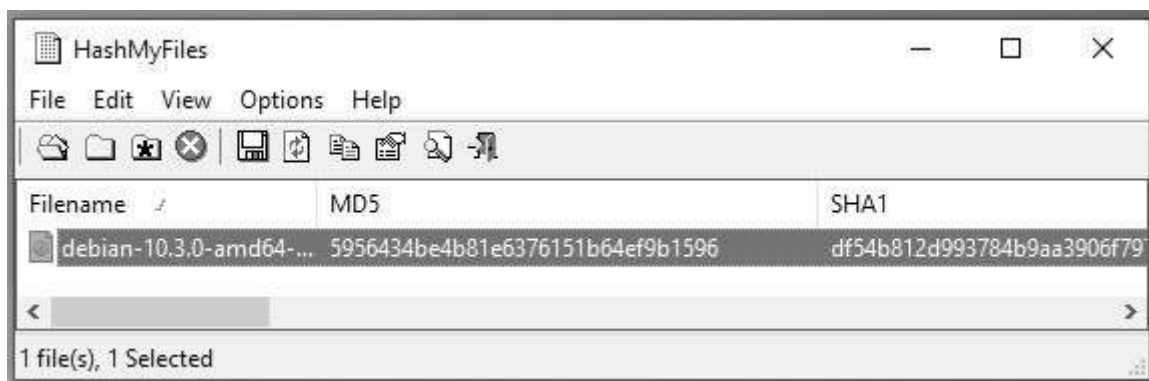 HashMyFiles
File Edit View Options Help
Filename MD5 SHA1
debian-10.3.0-amd64-... 5956434be4b81e6376151b64ef9b1596 df54b812d993784b9aa3906f79
1 file(s), 1 Selected